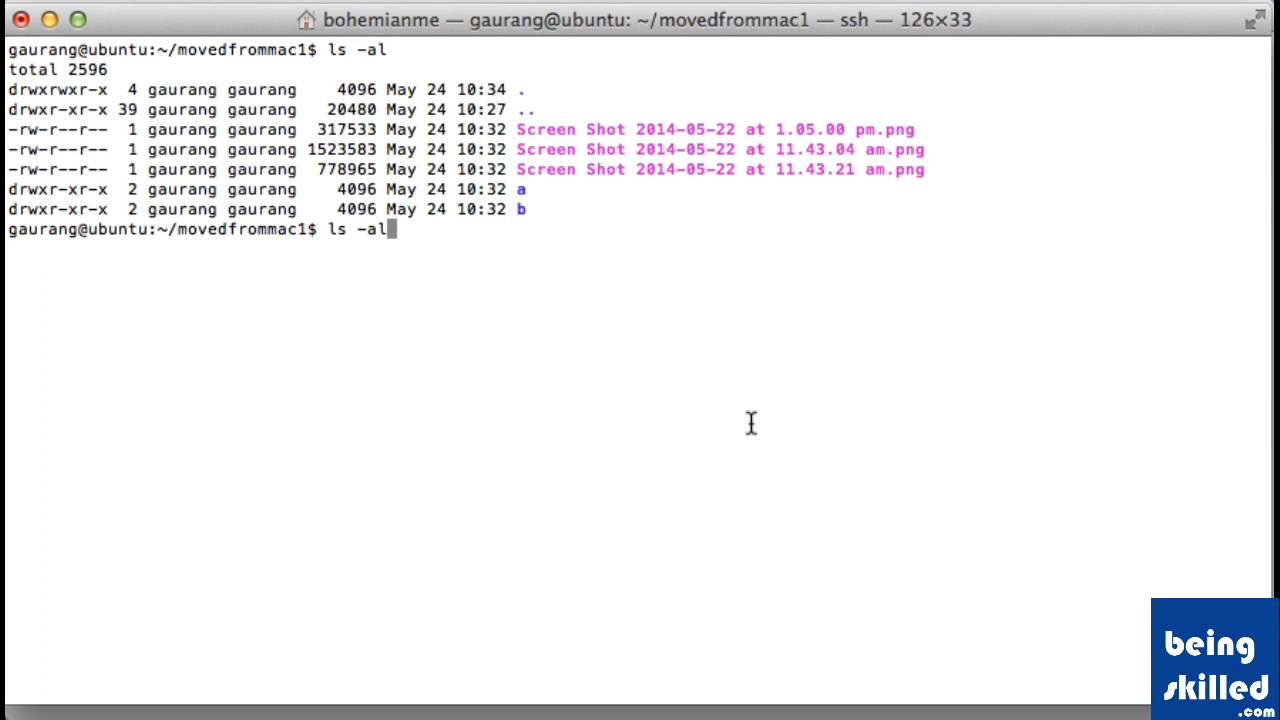 bohemianme — gaurang@ubuntu: ~/movedfrommac1 — ssh — 126×33
gaurang@ubuntu:~/movedfrommac1$ ls -al
total 2596
drwxrwxr-x  4 gaurang gaurang    4096 May 24 10:34 .
drwxr-xr-x 39 gaurang gaurang   20480 May 24 10:27 ..
-rw-r--r--  1 gaurang gaurang  317533 May 24 10:32 Screen Shot 2014-05-22 at 1.05.00 pm.png
-rw-r--r--  1 gaurang gaurang 1523583 May 24 10:32 Screen Shot 2014-05-22 at 11.43.04 am.png
-rw-r--r--  1 gaurang gaurang  778965 May 24 10:32 Screen Shot 2014-05-22 at 11.43.21 am.png
drwxr-xr-x  2 gaurang gaurang    4096 May 24 10:32 a
drwxr-xr-x  2 gaurang gaurang    4096 May 24 10:32 b
gaurang@ubuntu:~/movedfrommac1$ ls -al
being
skilled
.com